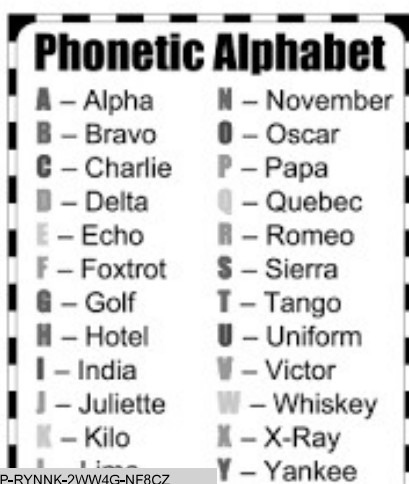 Phonetic Alphabet
A – Alpha
B – Bravo
C – Charlie
D – Delta
E – Echo
F – Foxtrot
G – Golf
H – Hotel
I – India
J – Juliette
K – Kilo
N – November
O – Oscar
P – Papa
Q – Quebec
R – Romeo
S – Sierra
T – Tango
U – Uniform
V – Victor
W – Whiskey
X – X-Ray
Y – Yankee
P-RYNNK-2WW4G-NF8CZ